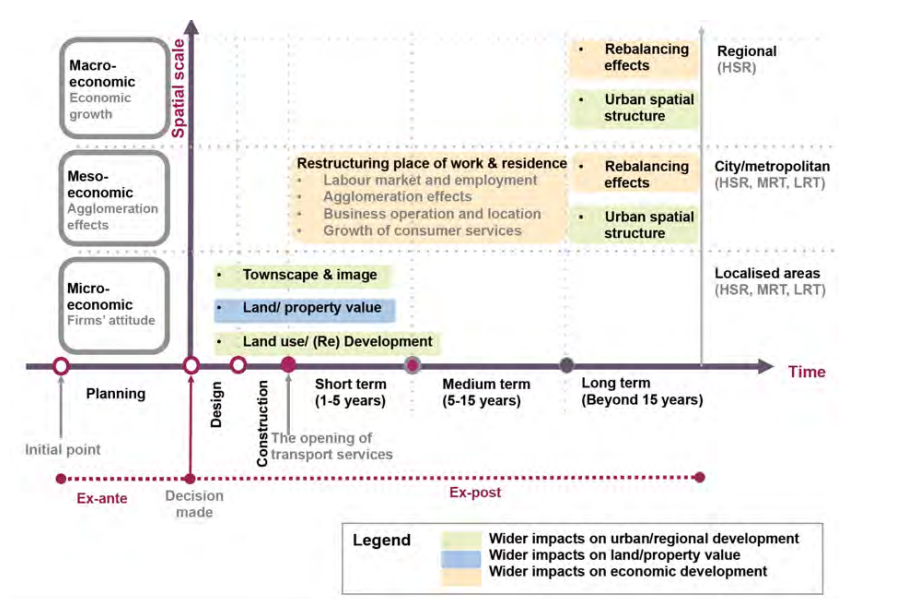 Spatial scale
Macro-
economic
Economic
growth
• Rebalancing
effects
• Urban spatial
structure
Regional
(HSR)
Meso-
economic
Agglomeration
effects
Restructuring place of work & residence
• Labour market and employment
• Agglomeration effects
• Business operation and location
• Growth of consumer services
• Rebalancing
effects
• Urban spatial
structure
City/metropolitan
(HSR, MRT, LRT)
Micro-
economic
Firms' attitude
• Townscape & image
• Land/ property value
• Land use/ (Re) Development
Localised areas
(HSR, MRT, LRT)
Time
Planning
Design
Construction
Short term
(1-5 years)
Medium term
(5-15 years)
Long term
(Beyond 15 years)
Initial point
The opening of
transport services
Ex-ante
Decision
made
Ex-post
Legend
Wider impacts on urban/regional development
Wider impacts on land/property value
Wider impacts on economic development